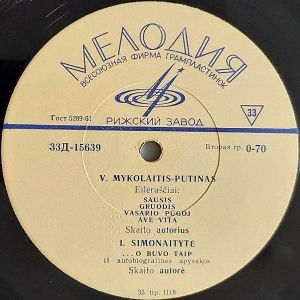 МЕЛОДИЯ
ВСЕСОЮЗНАЯ ФИРМА ГРАМПЛАСТИНОК
Гост 5289-61
33
РИЖСКИЙ ЗАВОД
33Д-15639
Вторая гр. 0-70
V. MYKOLAITIS-PUTINAS
Eilėraščiai:
SAUSIS
GRUODIS
VASARIO PŪGOJ
AVE VITA
Skaito autorius
I. SIMONAITYTĖ
... O BUVO TAIP
iš autobiografinės apysakos
Skaito autorė
35. tip. 1118